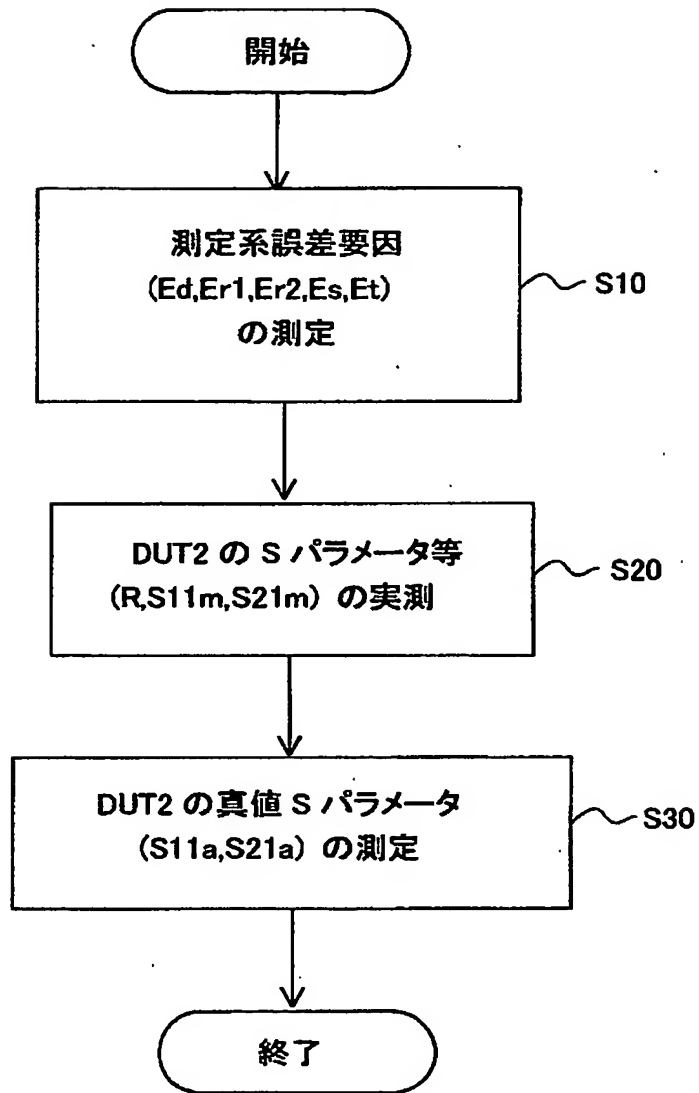 開始
測定系誤差要因
(Ed,Er1,Er2,Es,Et)
の測定
S10
DUT2 の S パラメータ等
(R,S11m,S21m) の実測
S20
DUT2 の真値 S パラメータ
(S11a,S21a) の測定
S30
終了